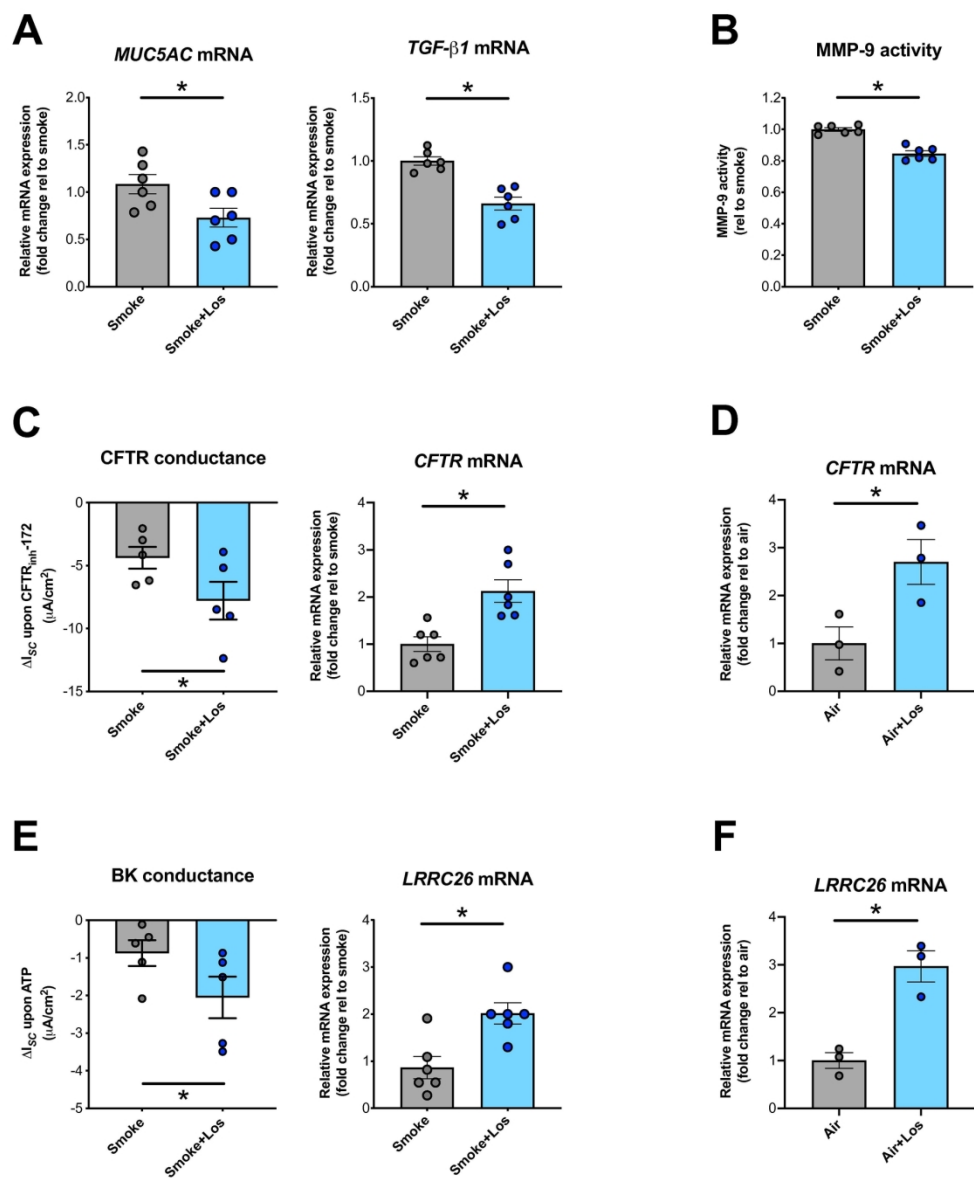 A
MUC5AC mRNA
Relative mRNA expression
(fold change rel to smoke)
2.0
1.5
1.0
0.5
0.0
*
Smoke
Smoke+Los
TGF-β1 mRNA
Relative mRNA expression
(fold change rel to smoke)
1.5
1.0
0.5
0.0
*
Smoke
Smoke+Los
B
MMP-9 activity
MMP-9 activity
(rel to smoke)
1.2
1.0
0.8
0.6
0.4
0.2
0.0
*
Smoke
Smoke+Los
C
CFTR conductance
ΔISC upon CFTRinh-172
(μA/cm²)
0
-5
-10
-15
*
Smoke
Smoke+Los
CFTR mRNA
Relative mRNA expression
(fold change rel to smoke)
4
3
2
1
0
*
Smoke
Smoke+Los
D
CFTR mRNA
Relative mRNA expression
(fold change rel to air)
4
3
2
1
0
*
Air
Air+Los
E
BK conductance
ΔISC upon ATP
(μA/cm²)
0
-1
-2
-3
-4
-5
*
Smoke
Smoke+Los
LRRC26 mRNA
Relative mRNA expression
(fold change rel to smoke)
4
3
2
1
0
*
Smoke
Smoke+Los
F
LRRC26 mRNA
Relative mRNA expression
(fold change rel to air)
4
3
2
1
0
*
Air
Air+Los